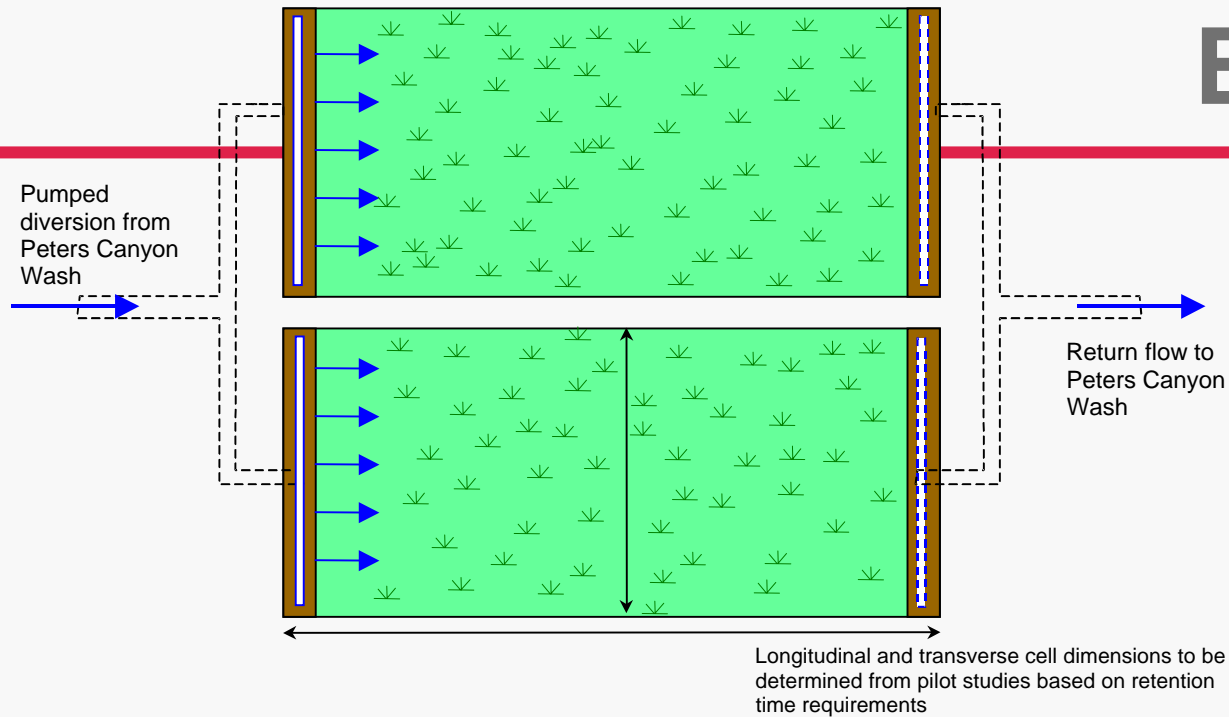 E
Pumped
diversion from
Peters Canyon
Wash
Return flow to
Peters Canyon
Wash
Longitudinal and transverse cell dimensions to be
determined from pilot studies based on retention
time requirements